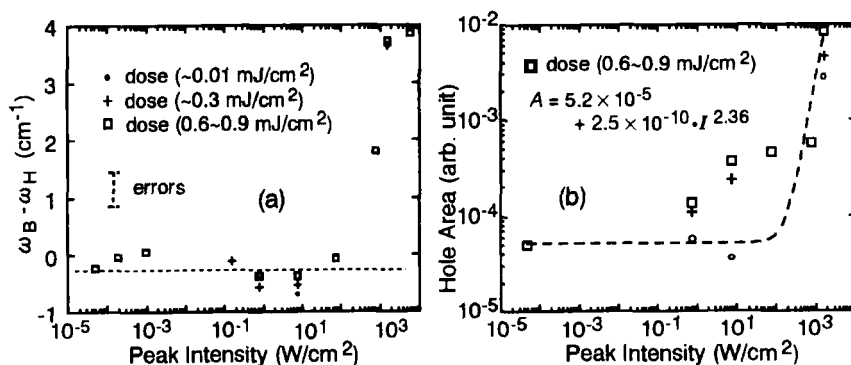 4
3
2
1
0
-1
ω_B - ω_H (cm⁻¹)
dose (~0.01 mJ/cm²)
+ dose (~0.3 mJ/cm²)
dose (0.6~0.9 mJ/cm²)
errors
(a)
10⁻⁵ 10⁻³ 10⁻¹ 10¹ 10³
Peak Intensity (W/cm²)
10⁻²
10⁻³
10⁻⁴
10⁻⁵
Hole Area (arb. unit)
dose (0.6~0.9 mJ/cm²)
A = 5.2 × 10⁻⁵
+ 2.5 × 10⁻¹⁰ · I^2.36
(b)
10⁻⁵ 10⁻³ 10⁻¹ 10¹ 10³
Peak Intensity (W/cm²)